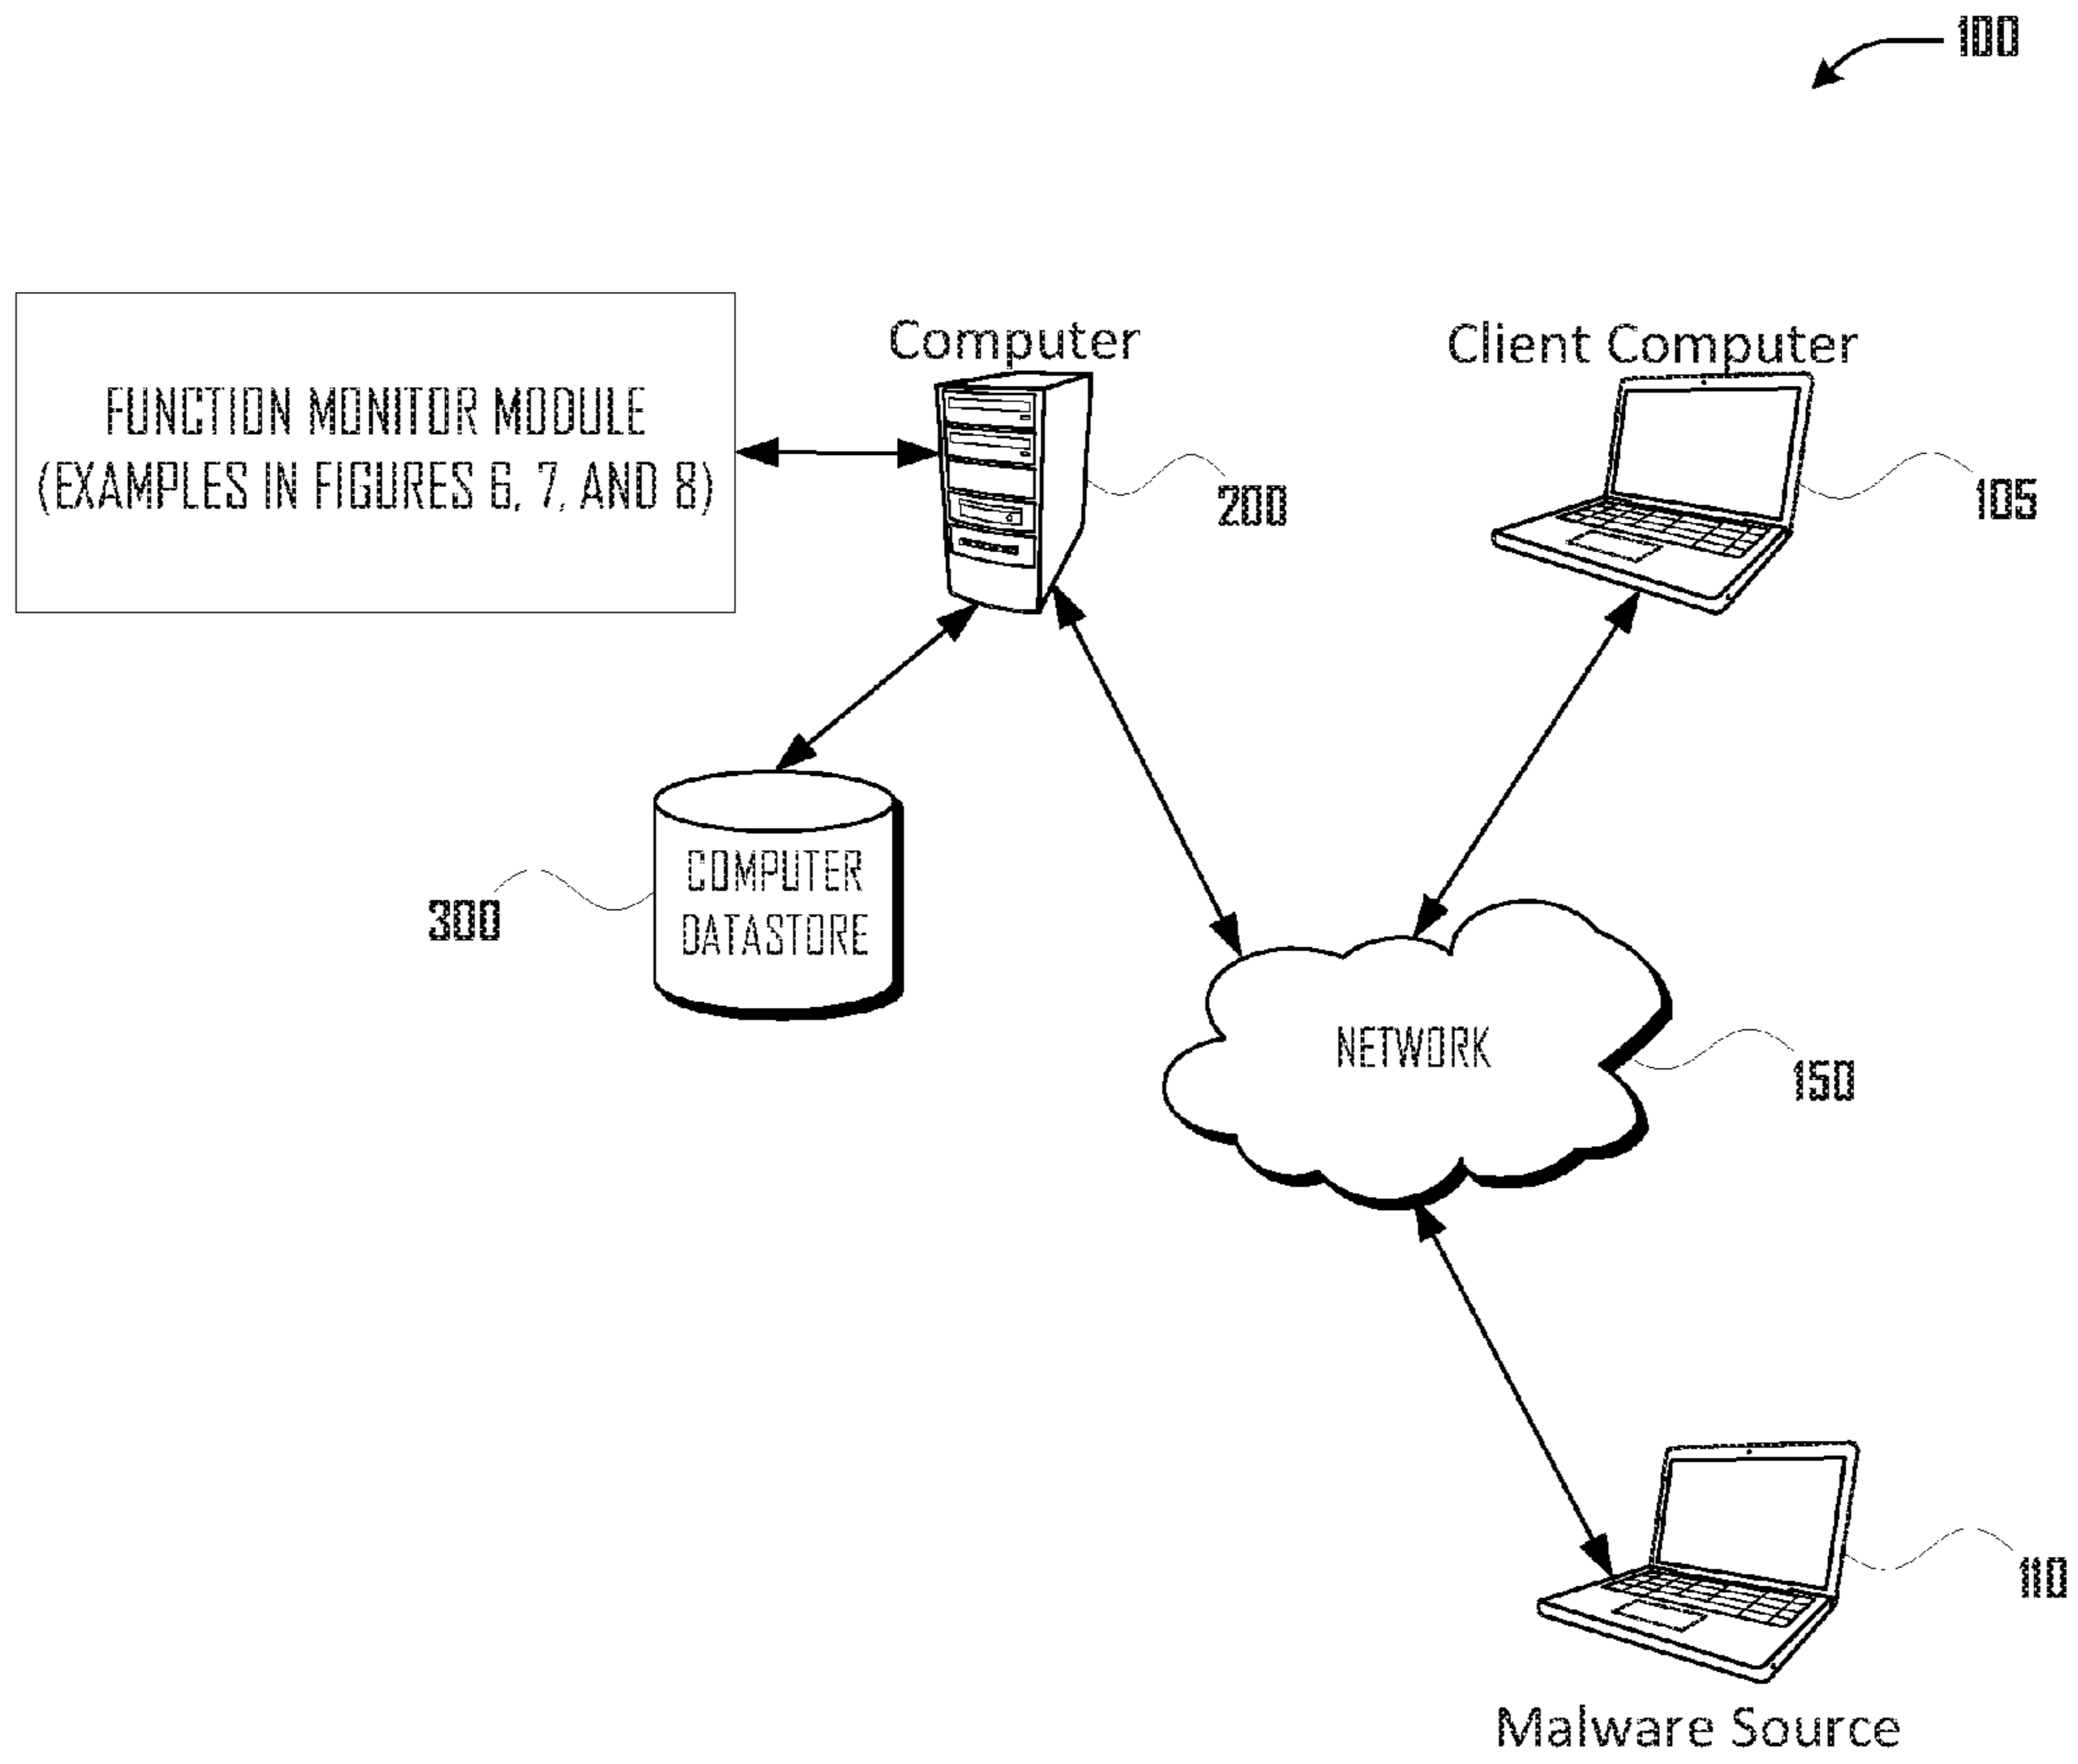 100
Computer
Client Computer
FUNCTION MONITOR MODULE
(EXAMPLES IN FIGURES 6, 7, AND 8)
200
105
COMPUTER
DATASTORE
300
NETWORK
150
110
Malware Source